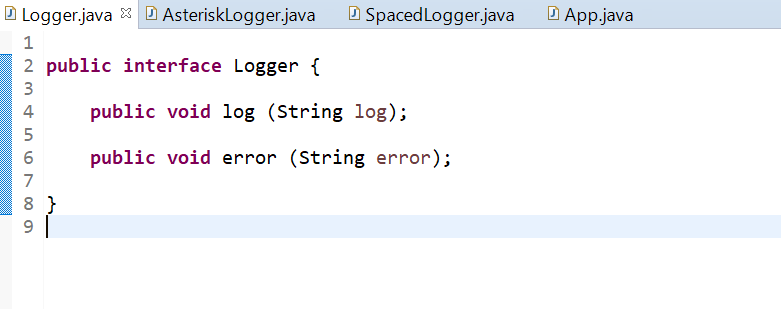 Logger.java AsteriskLogger.java SpacedLogger.java App.java
1
2 public interface Logger {
3
4     public void log (String log);
5
6     public void error (String error);
7
8 }
9